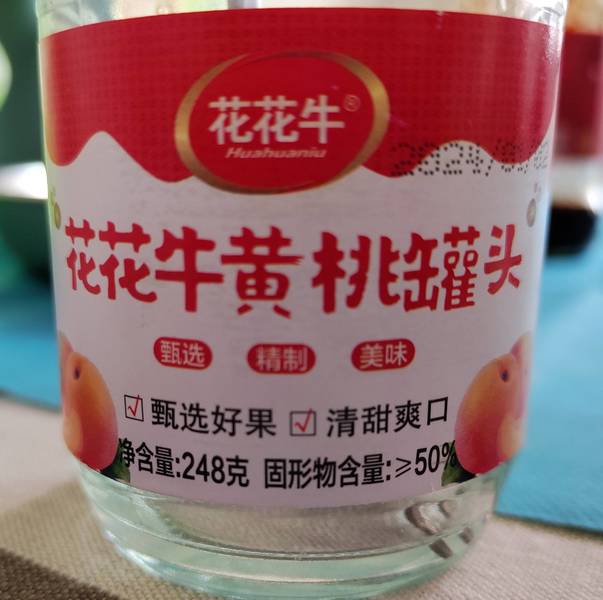 花花牛®
Huahuaniu
花花牛黄桃罐头
甄选 精制 美味
☑甄选好果 ☑清甜爽口
净含量:248克 固形物含量:≥50%